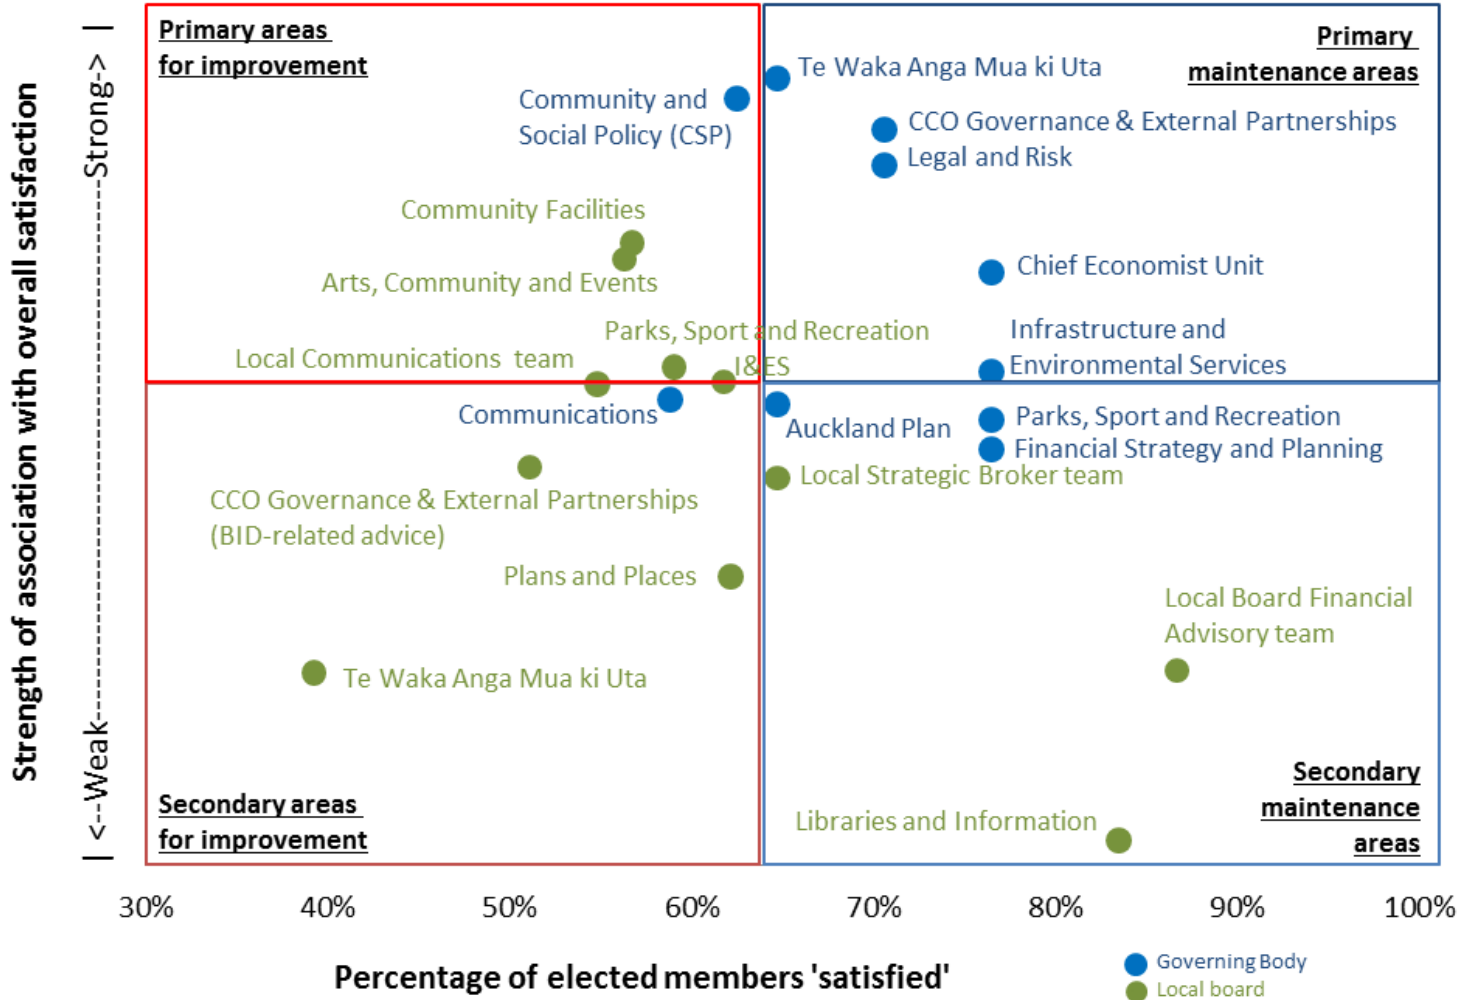 Primary areas
for improvement
Primary
maintenance areas
Te Waka Anga Mua ki Uta
Community and
Social Policy (CSP)
CCO Governance & External Partnerships
Legal and Risk
Community Facilities
Arts, Community and Events
Chief Economist Unit
Parks, Sport and Recreation
Infrastructure and
Environmental Services
Local Communications team
I&ES
Communications
Auckland Plan
Parks, Sport and Recreation
Financial Strategy and Planning
Local Strategic Broker team
CCO Governance & External Partnerships
(BID-related advice)
Plans and Places
Local Board Financial
Advisory team
Te Waka Anga Mua ki Uta
Libraries and Information
Secondary areas
for improvement
Secondary
maintenance
areas
Strength of association with overall satisfaction
| <--Weak------------------------------------------Strong--> |
30% 40% 50% 60% 70% 80% 90% 100%
Percentage of elected members 'satisfied'
Governing Body
Local board